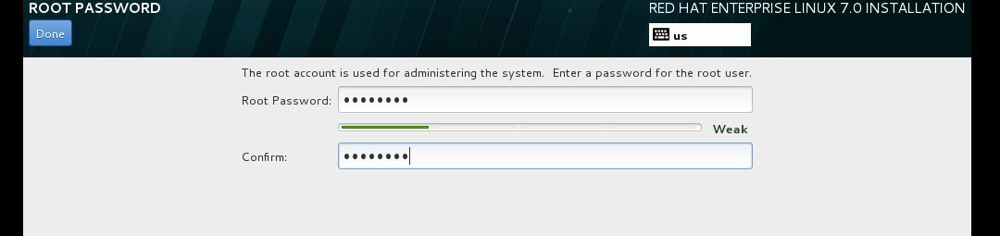 ROOT PASSWORD
RED HAT ENTERPRISE LINUX 7.0 INSTALLATION
Done
us
The root account is used for administering the system. Enter a password for the root user.
Root Password: ••••••••
Weak
Confirm: ••••••••